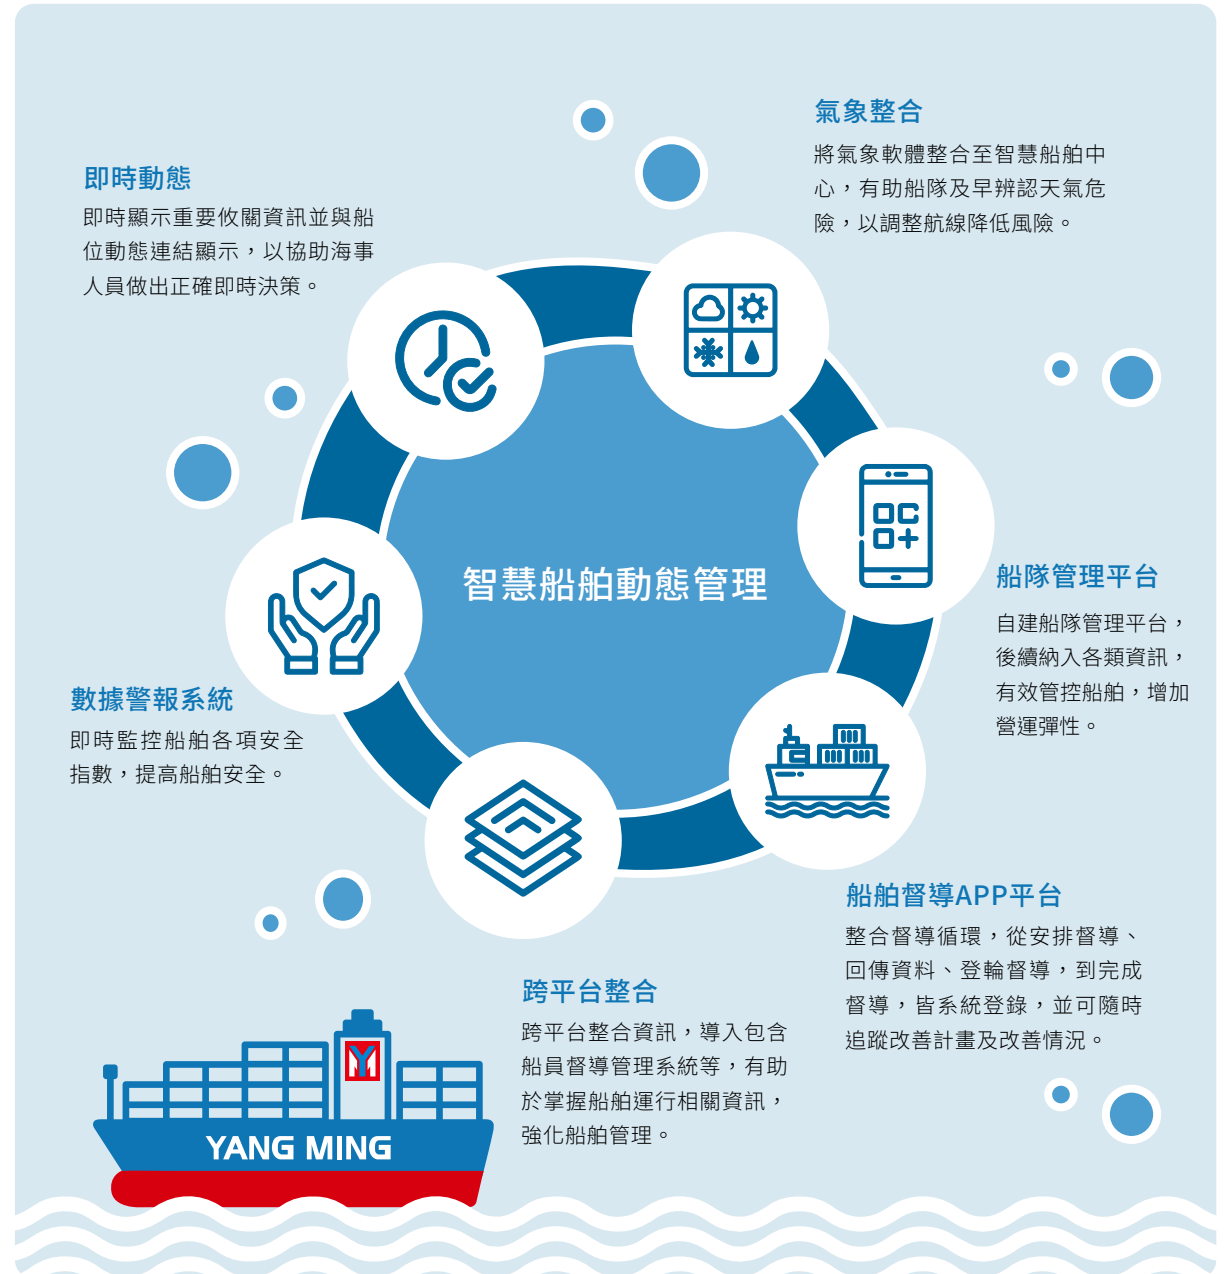 氣象整合
將氣象軟體整合至智慧船舶中
心，有助船隊及早辨認天氣危
險，以調整航線降低風險。
即時動態
即時顯示重要攸關資訊並與船
位動態連結顯示，以協助海事
人員做出正確即時決策。
智慧船舶動態管理
船隊管理平台
自建船隊管理平台，
後續納入各類資訊，
有效管控船舶，增加
營運彈性。
數據警報系統
即時監控船舶各項安全
指數，提高船舶安全。
船舶督導APP平台
整合督導循環，從安排督導、
回傳資料、登輪督導，到完成
督導，皆系統登錄，並可隨時
追蹤改善計畫及改善情況。
跨平台整合
跨平台整合資訊，導入包含
船員督導管理系統等，有助
於掌握船舶運行相關資訊，
強化船舶管理。
YANG MING